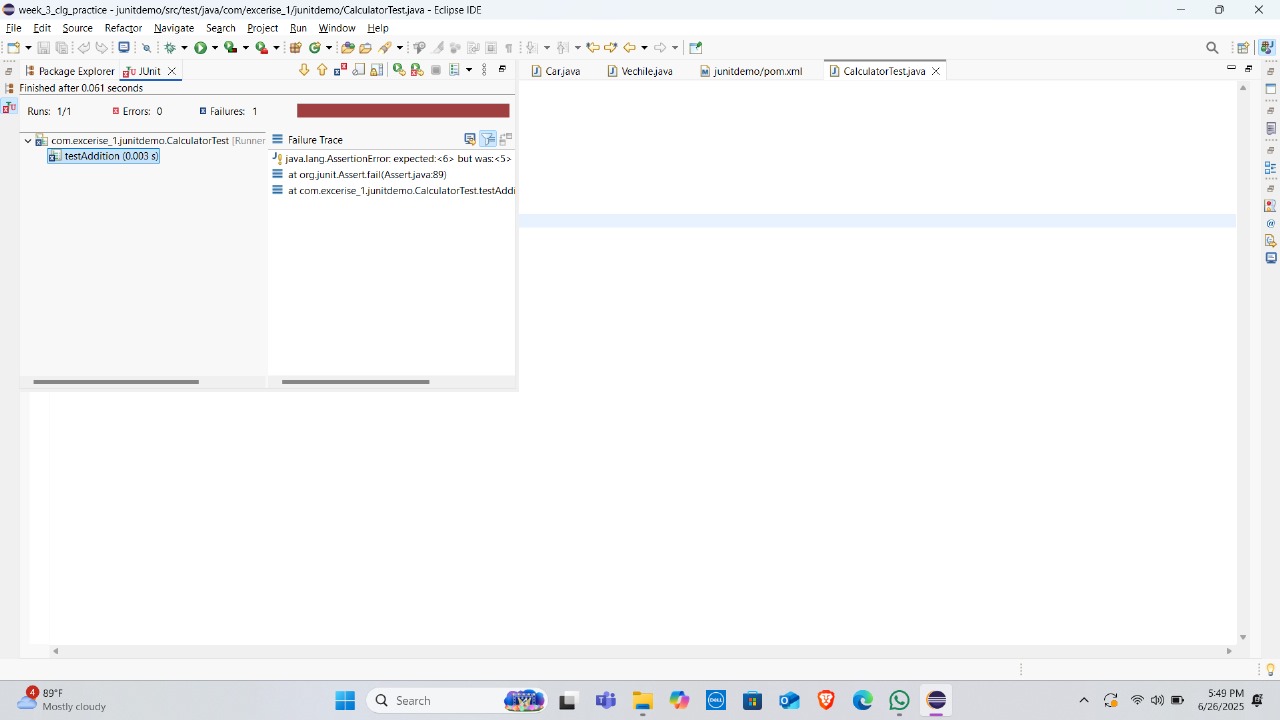 week_3_clg_practice - junitdemo/src/test/java/com/excerise_1/junitdemo/CalculatorTest.java - Eclipse IDE
File Edit Source Refactor Navigate Search Project Run Window Help
Package Explorer JUnit
Car.java Vechile.java junitdemo/pom.xml CalculatorTest.java
Finished after 0.061 seconds
Runs: 1/1 Errors: 0 Failures: 1
com.excerise_1.junitdemo.CalculatorTest [Runner
testAddition (0.003 s)
Failure Trace
java.lang.AssertionError: expected:<6> but was:<5>
at org.junit.Assert.fail(Assert.java:89)
at com.excerise_1.junitdemo.CalculatorTest.testAddi
4
89°F
Mostly cloudy
Search
DELL
3:49 PM
6/26/2025